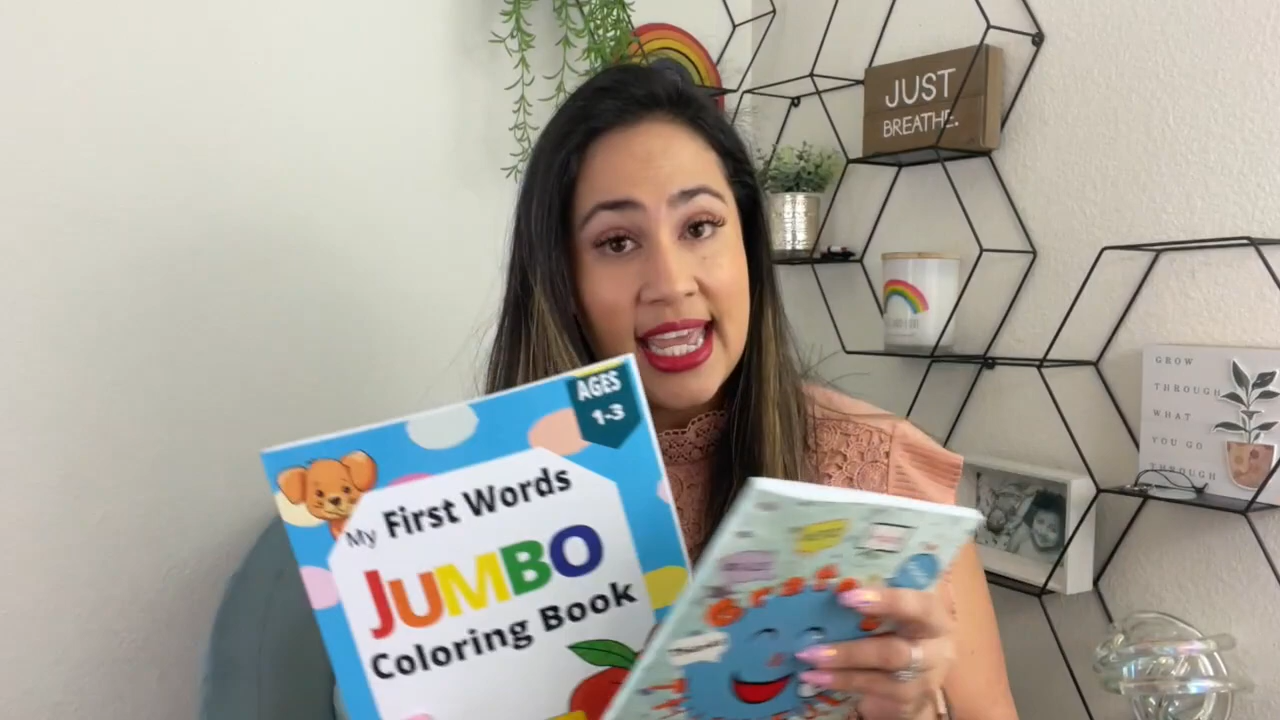 JUST
BREATHE.
GROW
THROUGH
WHAT
YOU GO
THROUGH
AGES
1-3
My First Words
JUMBO
Coloring Book